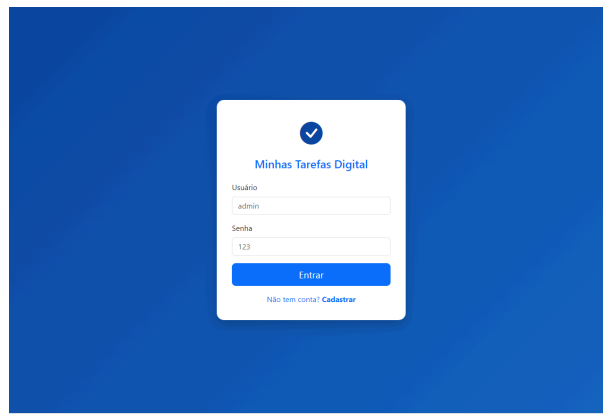 Minhas Tarefas Digital
Usuário
admin
Senha
123
Entrar
Não tem conta? Cadastrar